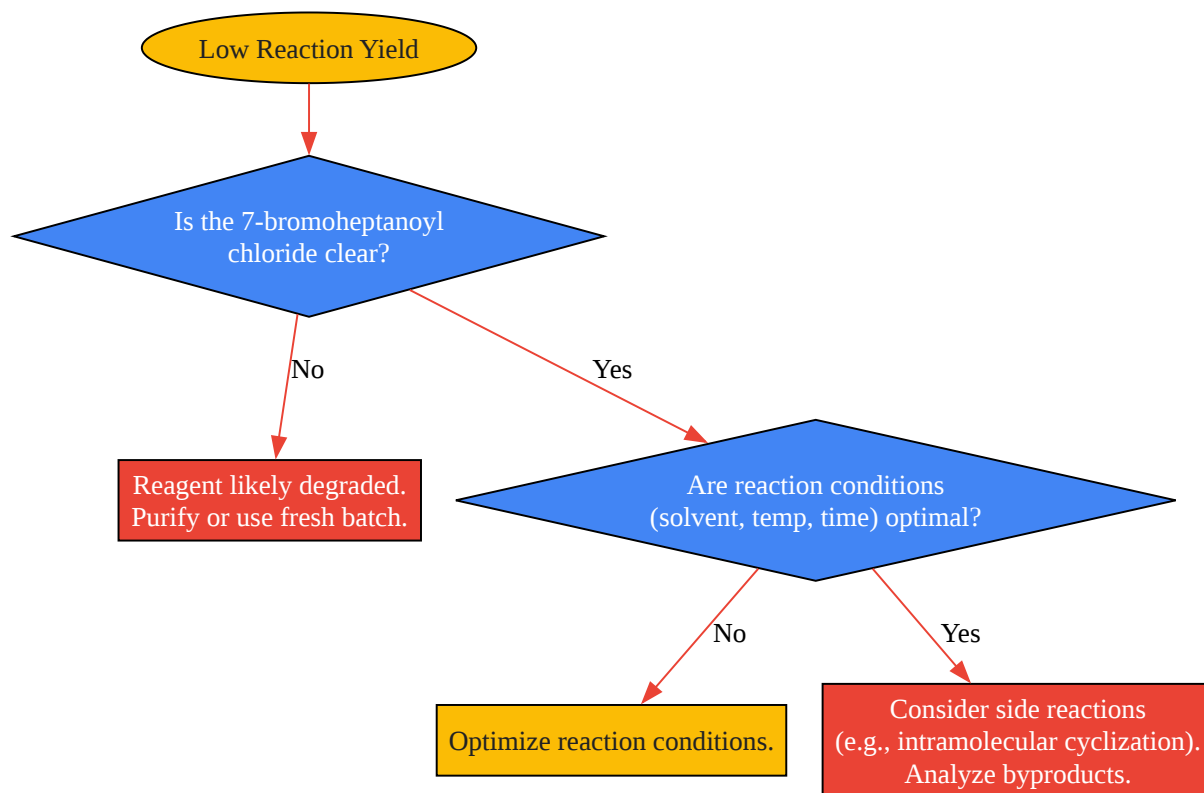 Low Reaction Yield
Is the 7-bromoheptanoyl
chloride clear?
No
Yes
Reagent likely degraded.
Purify or use fresh batch.
Are reaction conditions
(solvent, temp, time) optimal?
No
Yes
Optimize reaction conditions.
Consider side reactions
(e.g., intramolecular cyclization).
Analyze byproducts.